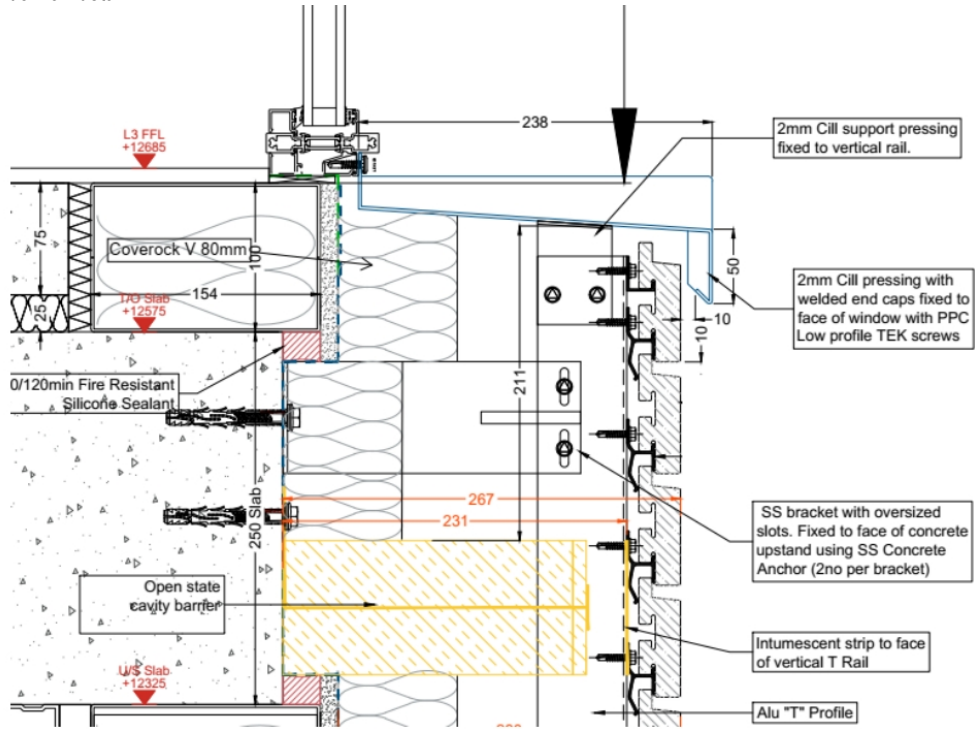 238
2mm Cill support pressing
fixed to vertical rail.
L3 FFL
+12685
75
100
Coverock V 80mm
154
25
T/O Slab
+12575
50
10
10
2mm Cill pressing with
welded end caps fixed to
face of window with PPC
Low profile TEK screws
0/120min Fire Resistant
Silicone Sealant
211
250 Slab
267
231
SS bracket with oversized
slots. Fixed to face of concrete
upstand using SS Concrete
Anchor (2no per bracket)
Open state
cavity barrier
Intumescent strip to face
of vertical T Rail
U/S Slab
+12325
Alu "T" Profile